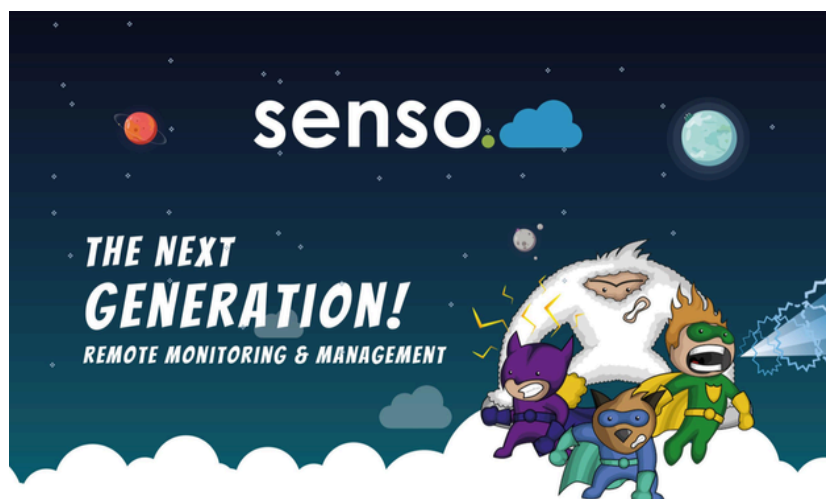 senso.
THE NEXT
GENERATION!
REMOTE MONITORING & MANAGEMENT